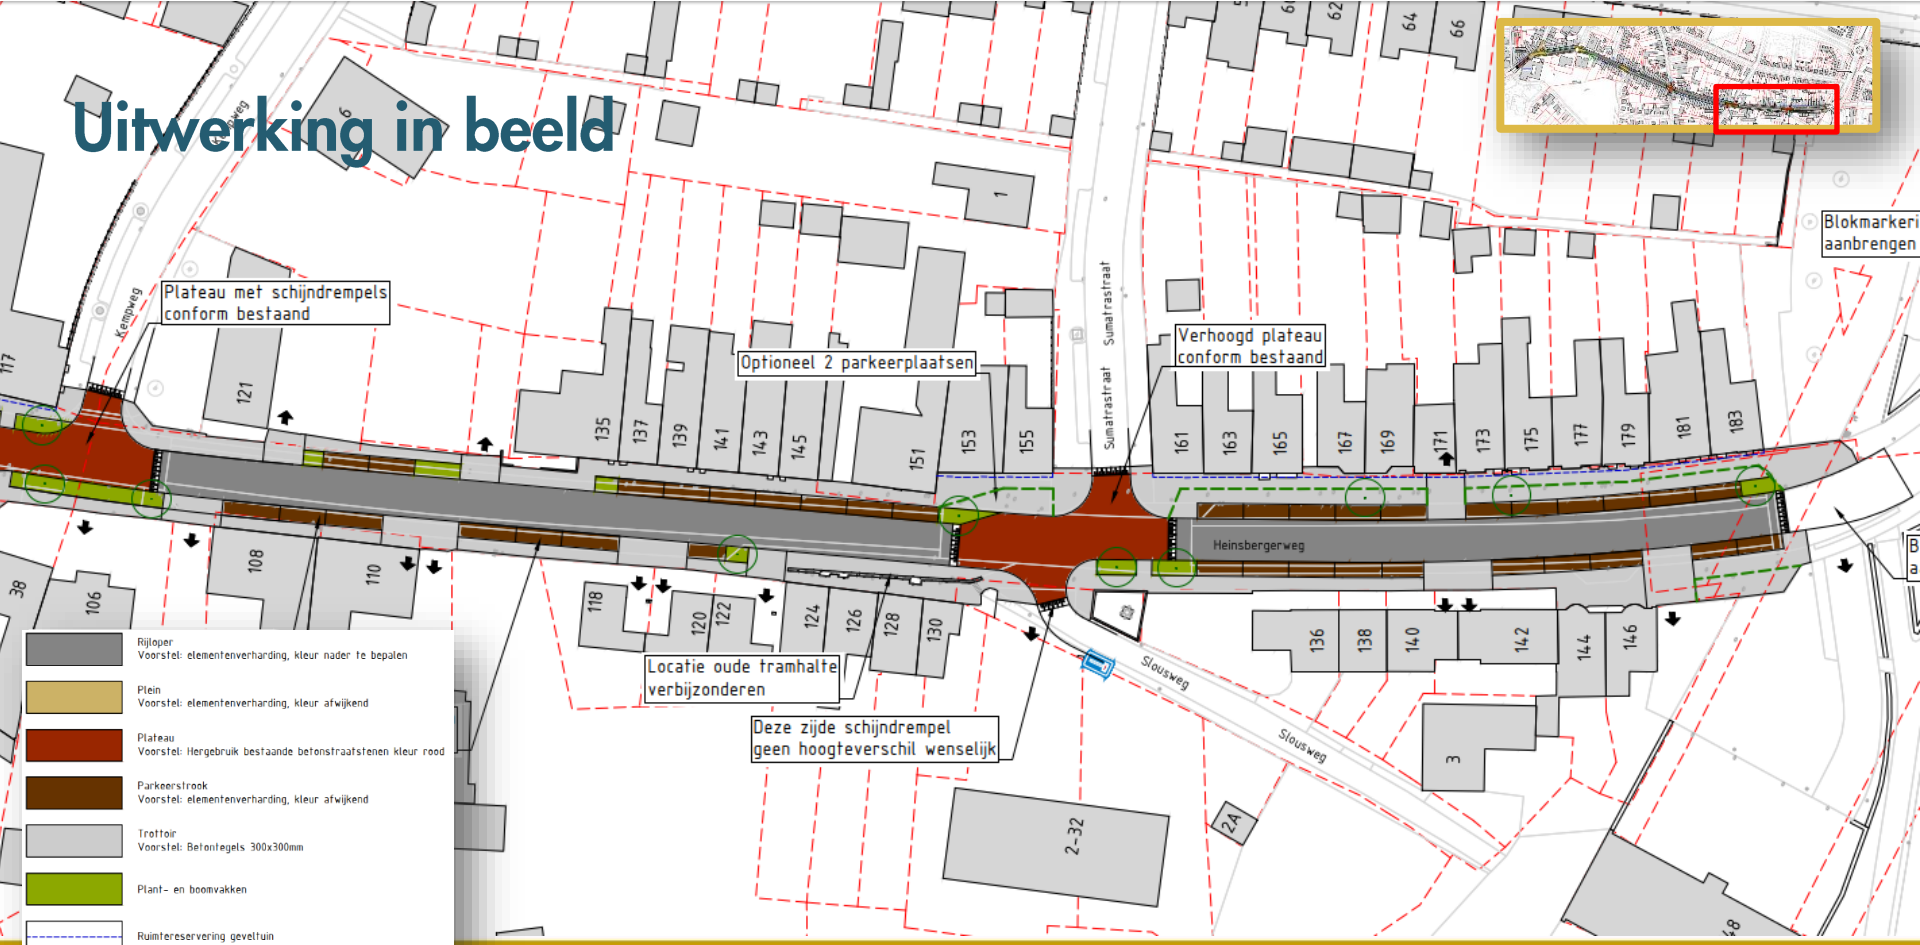 Uitwerking in beeld
Kempweg
Plateau met schijndrempels
conform bestaand
Kempweg
Optioneel 2 parkeerplaatsen
Verhoogd plateau
conform bestaand
Blokmarkeri
aanbrengen
Sumatrastraat
Sumatrastraat
Sumatrastraat
6
1
62
64
66
117
121
135
137
139
141
143
145
151
153
155
161
163
165
167
169
171
173
175
177
179
181
183
Heinsbergerweg
38
106
108
110
118
120
122
124
126
128
130
136
138
140
142
144
146
Locatie oude tramhalte
verbijzonderen
Deze zijde schijndrempel
geen hoogteverschil wenselijk
Slousweg
Slousweg
3
2A
2-32
Rijloper
Voorstel: elementenverharding, kleur nader te bepalen
Plein
Voorstel: elementenverharding, kleur afwijkend
Plateau
Voorstel: Hergebruik bestaande betonstraatstenen kleur rood
Parkeerstrook
Voorstel: elementenverharding, kleur afwijkend
Trottoir
Voorstel: Betontegels 300x300mm
Plant- en boomvakken
Ruimtereservering geveltuin